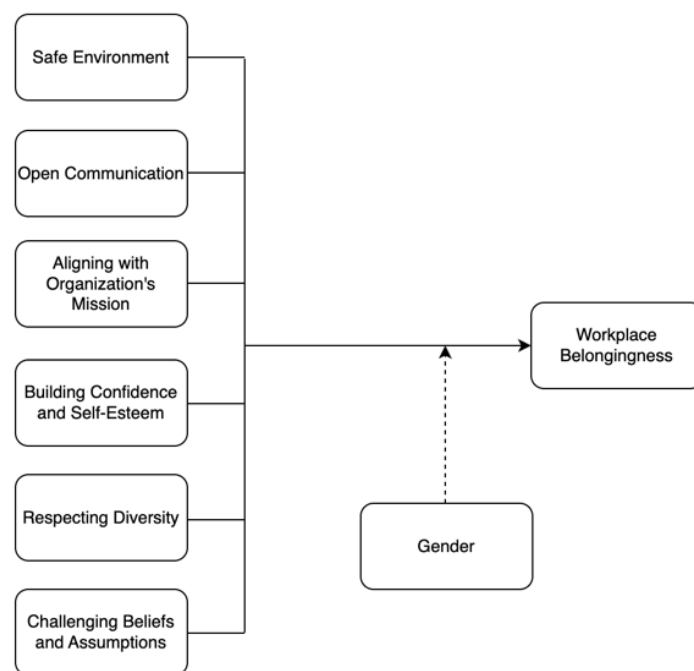 Safe Environment
Open Communication
Aligning with
Organization's
Mission
Building Confidence
and Self-Esteem
Respecting Diversity
Challenging Beliefs
and Assumptions
Workplace
Belongingness
Gender